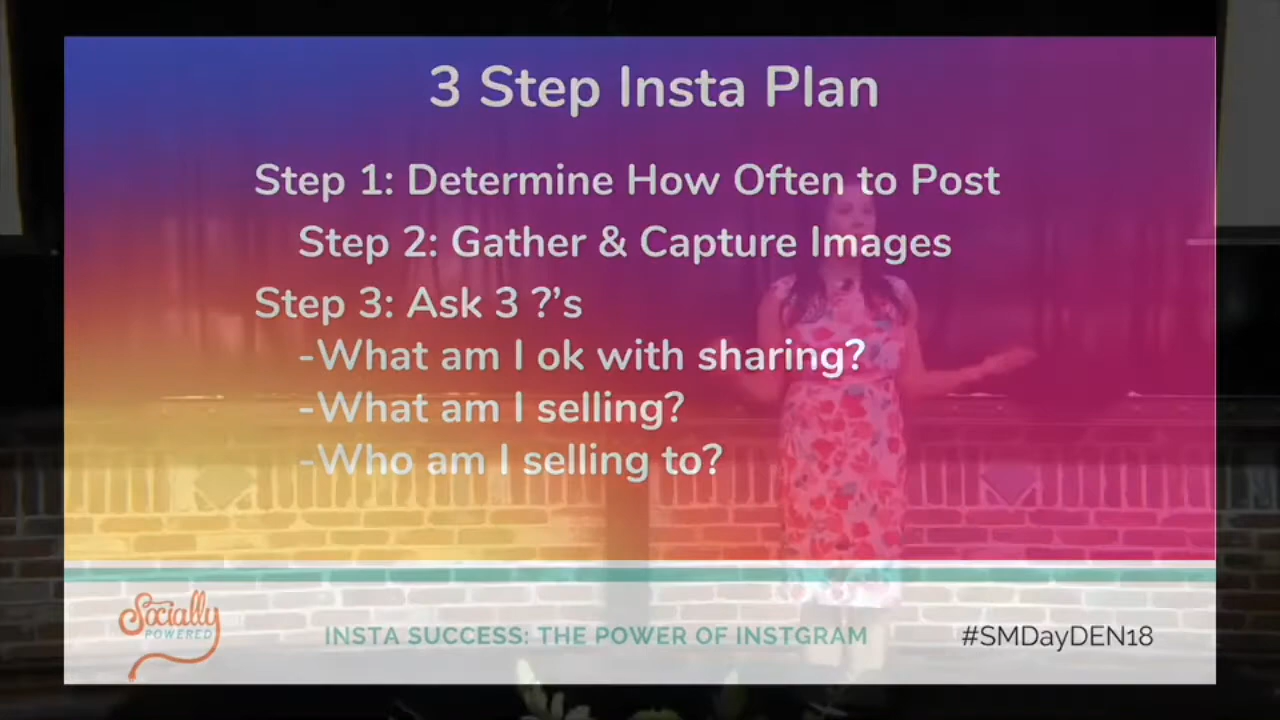 3 Step Insta Plan
Step 1: Determine How Often to Post
Step 2: Gather & Capture Images
Step 3: Ask 3 ?'s
-What am I ok with sharing?
-What am I selling?
-Who am I selling to?
Socially
POWERED
INSTA SUCCESS: THE POWER OF INSTGRAM
#SMDayDEN18